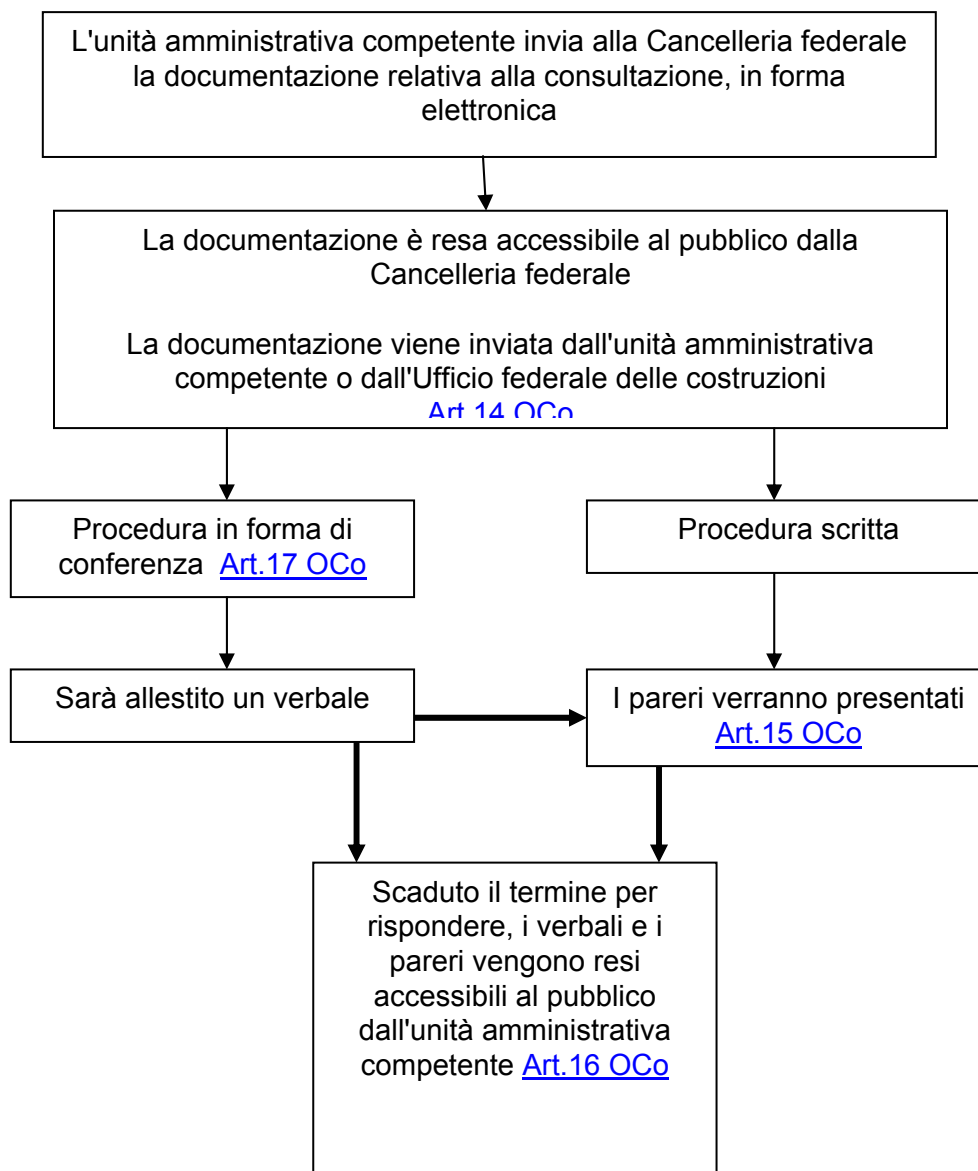 L'unità amministrativa competente invia alla Cancelleria federale
la documentazione relativa alla consultazione, in forma
elettronica
La documentazione è resa accessibile al pubblico dalla
Cancelleria federale
La documentazione viene inviata dall'unità amministrativa
competente o dall'Ufficio federale delle costruzioni
Art.14 OCo
Procedura in forma di
conferenza Art.17 OCo
Procedura scritta
Sarà allestito un verbale
I pareri verranno presentati
Art.15 OCo
Scaduto il termine per
rispondere, i verbali e i
pareri vengono resi
accessibili al pubblico
dall'unità amministrativa
competente Art.16 OCo